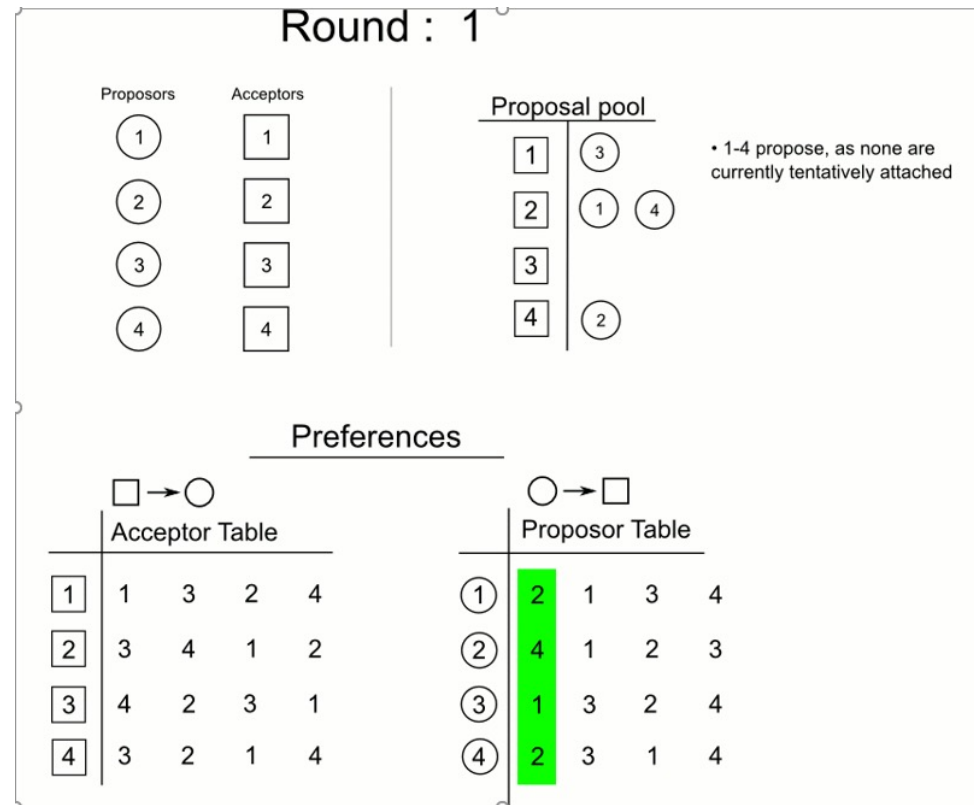 Round : 1
Proposors Acceptors
1 1
2 2
3 3
4 4
Proposal pool
1 3
2 1 4
3
4 2
• 1-4 propose, as none are
currently tentatively attached
Preferences
Acceptor Table
1 1 3 2 4
2 3 4 1 2
3 4 2 3 1
4 3 2 1 4
Proposor Table
1 2 1 3 4
2 4 1 2 3
3 1 3 2 4
4 2 3 1 4